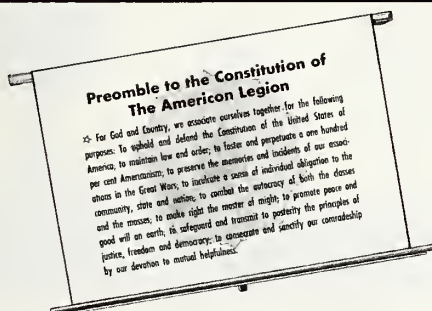 Preamble to the Constitution of
The American Legion
☆ For God and Country, we associate ourselves together for the following
purposes: To uphold and defend the Constitution of the United States of
America; to maintain law and order; to foster and perpetuate a one hundred
per cent Americanism; to preserve the memories and incidents of our associ-
ations in the Great Wars; to inculcate a sense of individual obligation to the
community, state and nation; to combat the autocracy of both the classes
and the masses; to make right the master of might; to promote peace and
good will on earth; to safeguard and transmit to posterity the principles of
justice, freedom and democracy; to consecrate and sanctify our comradeship
by our devotion to mutual helpfulness.